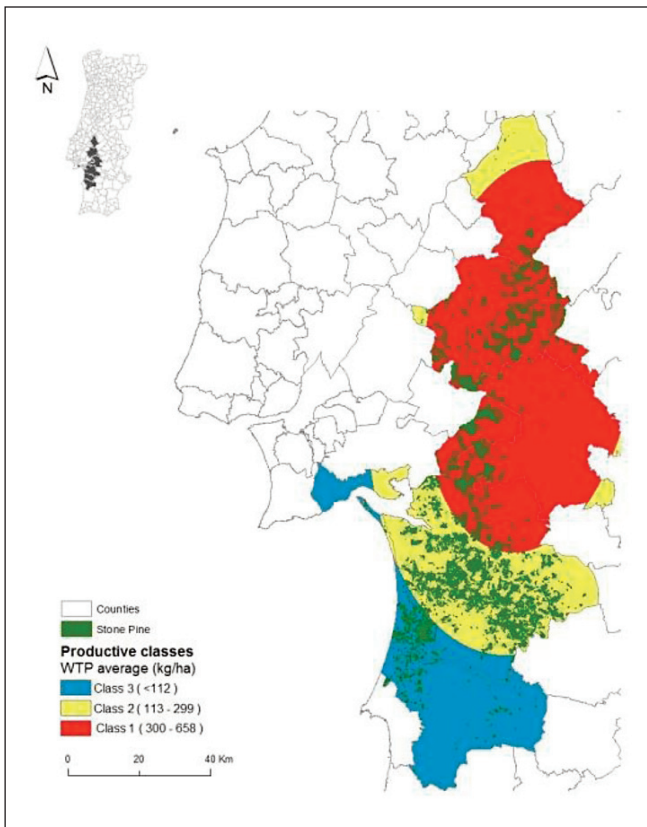 N
Counties
Stone Pine
Productive classes
WTP average (kg/ha)
Class 3 ( <112 )
Class 2 ( 113 - 299 )
Class 1 ( 300 - 658 )
0 20 40 Km